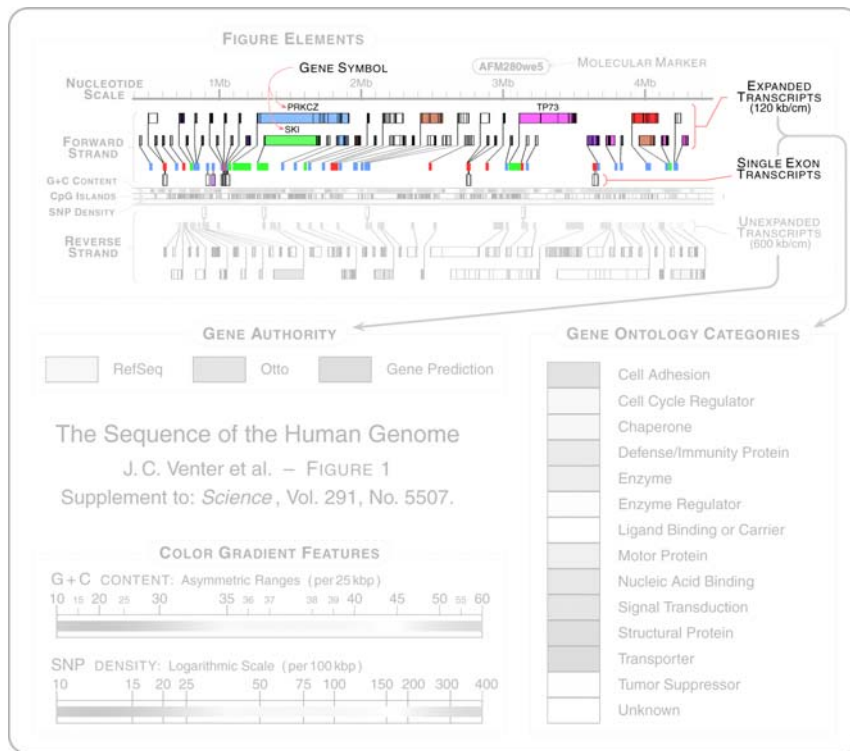 FIGURE ELEMENTS
GENE SYMBOL
AFM280we5
MOLECULAR MARKER
NUCLEOTIDE SCALE
1Mb 2Mb 3Mb 4Mb
EXPANDED TRANSCRIPTS
(120 kb/cm)
PRKCZ
TP73
SKI
FORWARD STRAND
SINGLE EXON TRANSCRIPTS
G+C CONTENT
CpG ISLANDS
SNP DENSITY
UNEXPANDED TRANSCRIPTS
(600 kb/cm)
REVERSE STRAND
GENE AUTHORITY
RefSeq
Otto
Gene Prediction
The Sequence of the Human Genome
J. C. Venter et al. – FIGURE 1
Supplement to: Science, Vol. 291, No. 5507.
COLOR GRADIENT FEATURES
G+C CONTENT: Asymmetric Ranges (per 25 kbp)
10 15 20 25 30 35 36 37 38 39 40 45 50 55 60
SNP DENSITY: Logarithmic Scale (per 100 kbp)
10 15 20 25 50 75 100 150 200 300 400
GENE ONTOLOGY CATEGORIES
Cell Adhesion
Cell Cycle Regulator
Chaperone
Defense/Immunity Protein
Enzyme
Enzyme Regulator
Ligand Binding or Carrier
Motor Protein
Nucleic Acid Binding
Signal Transduction
Structural Protein
Transporter
Tumor Suppressor
Unknown